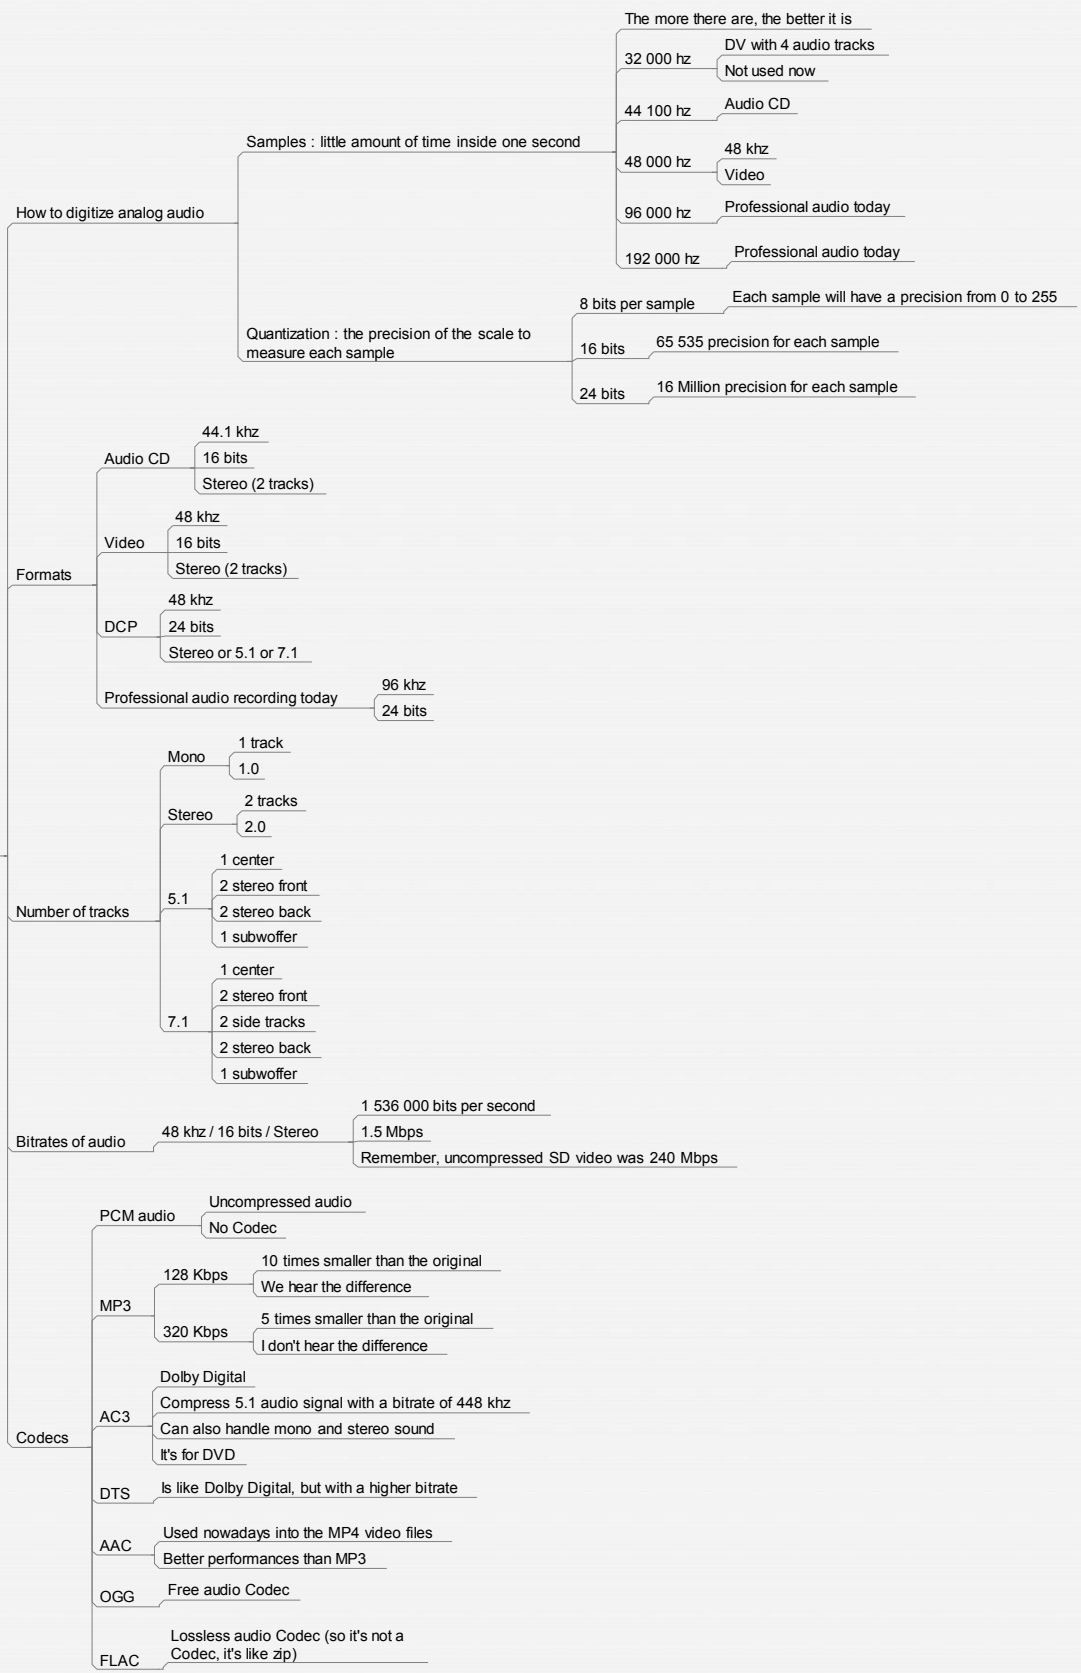 How to digitize analog audio
Samples : little amount of time inside one second
The more there are, the better it is
32 000 hz
DV with 4 audio tracks
Not used now
44 100 hz
Audio CD
48 000 hz
48 khz
Video
96 000 hz
Professional audio today
192 000 hz
Professional audio today
Quantization : the precision of the scale to
measure each sample
8 bits per sample
Each sample will have a precision from 0 to 255
16 bits
65 535 precision for each sample
24 bits
16 Million precision for each sample
Formats
Audio CD
44.1 khz
16 bits
Stereo (2 tracks)
Video
48 khz
16 bits
Stereo (2 tracks)
DCP
48 khz
24 bits
Stereo or 5.1 or 7.1
Professional audio recording today
96 khz
24 bits
Number of tracks
Mono
1 track
1.0
Stereo
2 tracks
2.0
5.1
1 center
2 stereo front
2 stereo back
1 subwoffer
7.1
1 center
2 stereo front
2 side tracks
2 stereo back
1 subwoffer
Bitrates of audio
48 khz / 16 bits / Stereo
1 536 000 bits per second
1.5 Mbps
Remember, uncompressed SD video was 240 Mbps
Codecs
PCM audio
Uncompressed audio
No Codec
MP3
128 Kbps
10 times smaller than the original
We hear the difference
320 Kbps
5 times smaller than the original
I don't hear the difference
AC3
Dolby Digital
Compress 5.1 audio signal with a bitrate of 448 khz
Can also handle mono and stereo sound
It's for DVD
DTS
Is like Dolby Digital, but with a higher bitrate
AAC
Used nowadays into the MP4 video files
Better performances than MP3
OGG
Free audio Codec
FLAC
Lossless audio Codec (so it's not a
Codec, it's like zip)